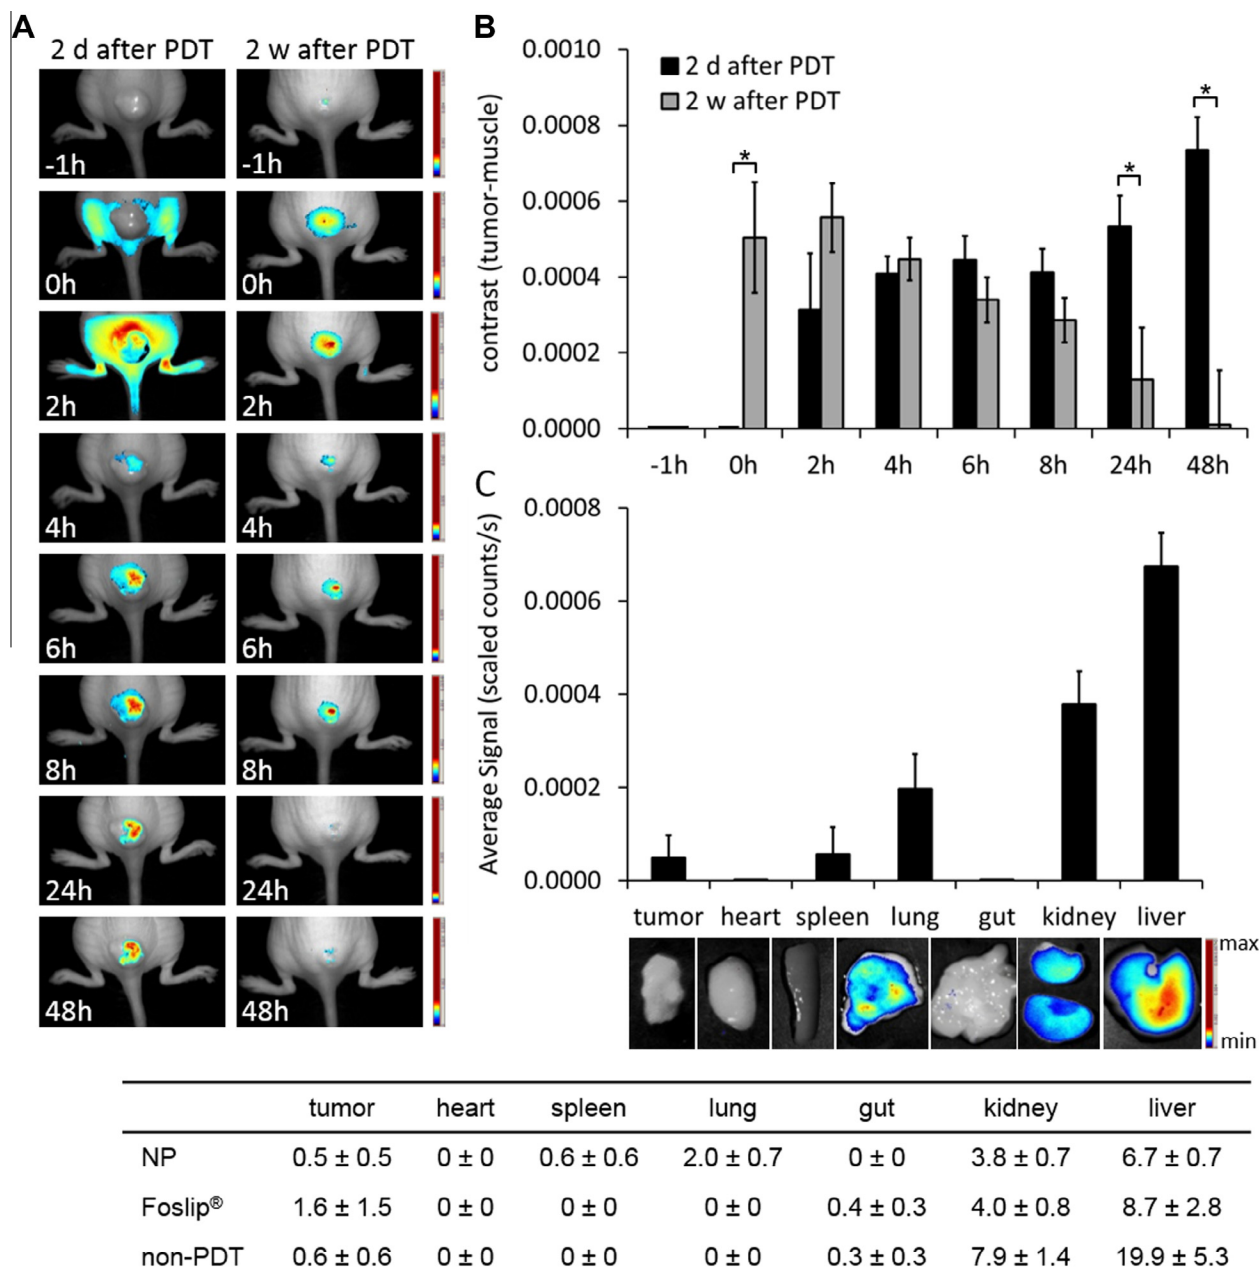 A
2 d after PDT 2 w after PDT
-1h -1h
0h 0h
2h 2h
4h 4h
6h 6h
8h 8h
24h 24h
48h 48h
B
contrast (tumor-muscle)
0.0010
0.0008
0.0006
0.0004
0.0002
0.0000
2 d after PDT
2 w after PDT
*
*
*
-1h 0h 2h 4h 6h 8h 24h 48h
C
Average Signal (scaled counts/s)
0.0008
0.0006
0.0004
0.0002
0.0000
tumor heart spleen lung gut kidney liver
max
min
tumor heart spleen lung gut kidney liver
NP 0.5 ± 0.5 0 ± 0 0.6 ± 0.6 2.0 ± 0.7 0 ± 0 3.8 ± 0.7 6.7 ± 0.7
Foslip® 1.6 ± 1.5 0 ± 0 0 ± 0 0 ± 0 0.4 ± 0.3 4.0 ± 0.8 8.7 ± 2.8
non-PDT 0.6 ± 0.6 0 ± 0 0 ± 0 0 ± 0 0.3 ± 0.3 7.9 ± 1.4 19.9 ± 5.3